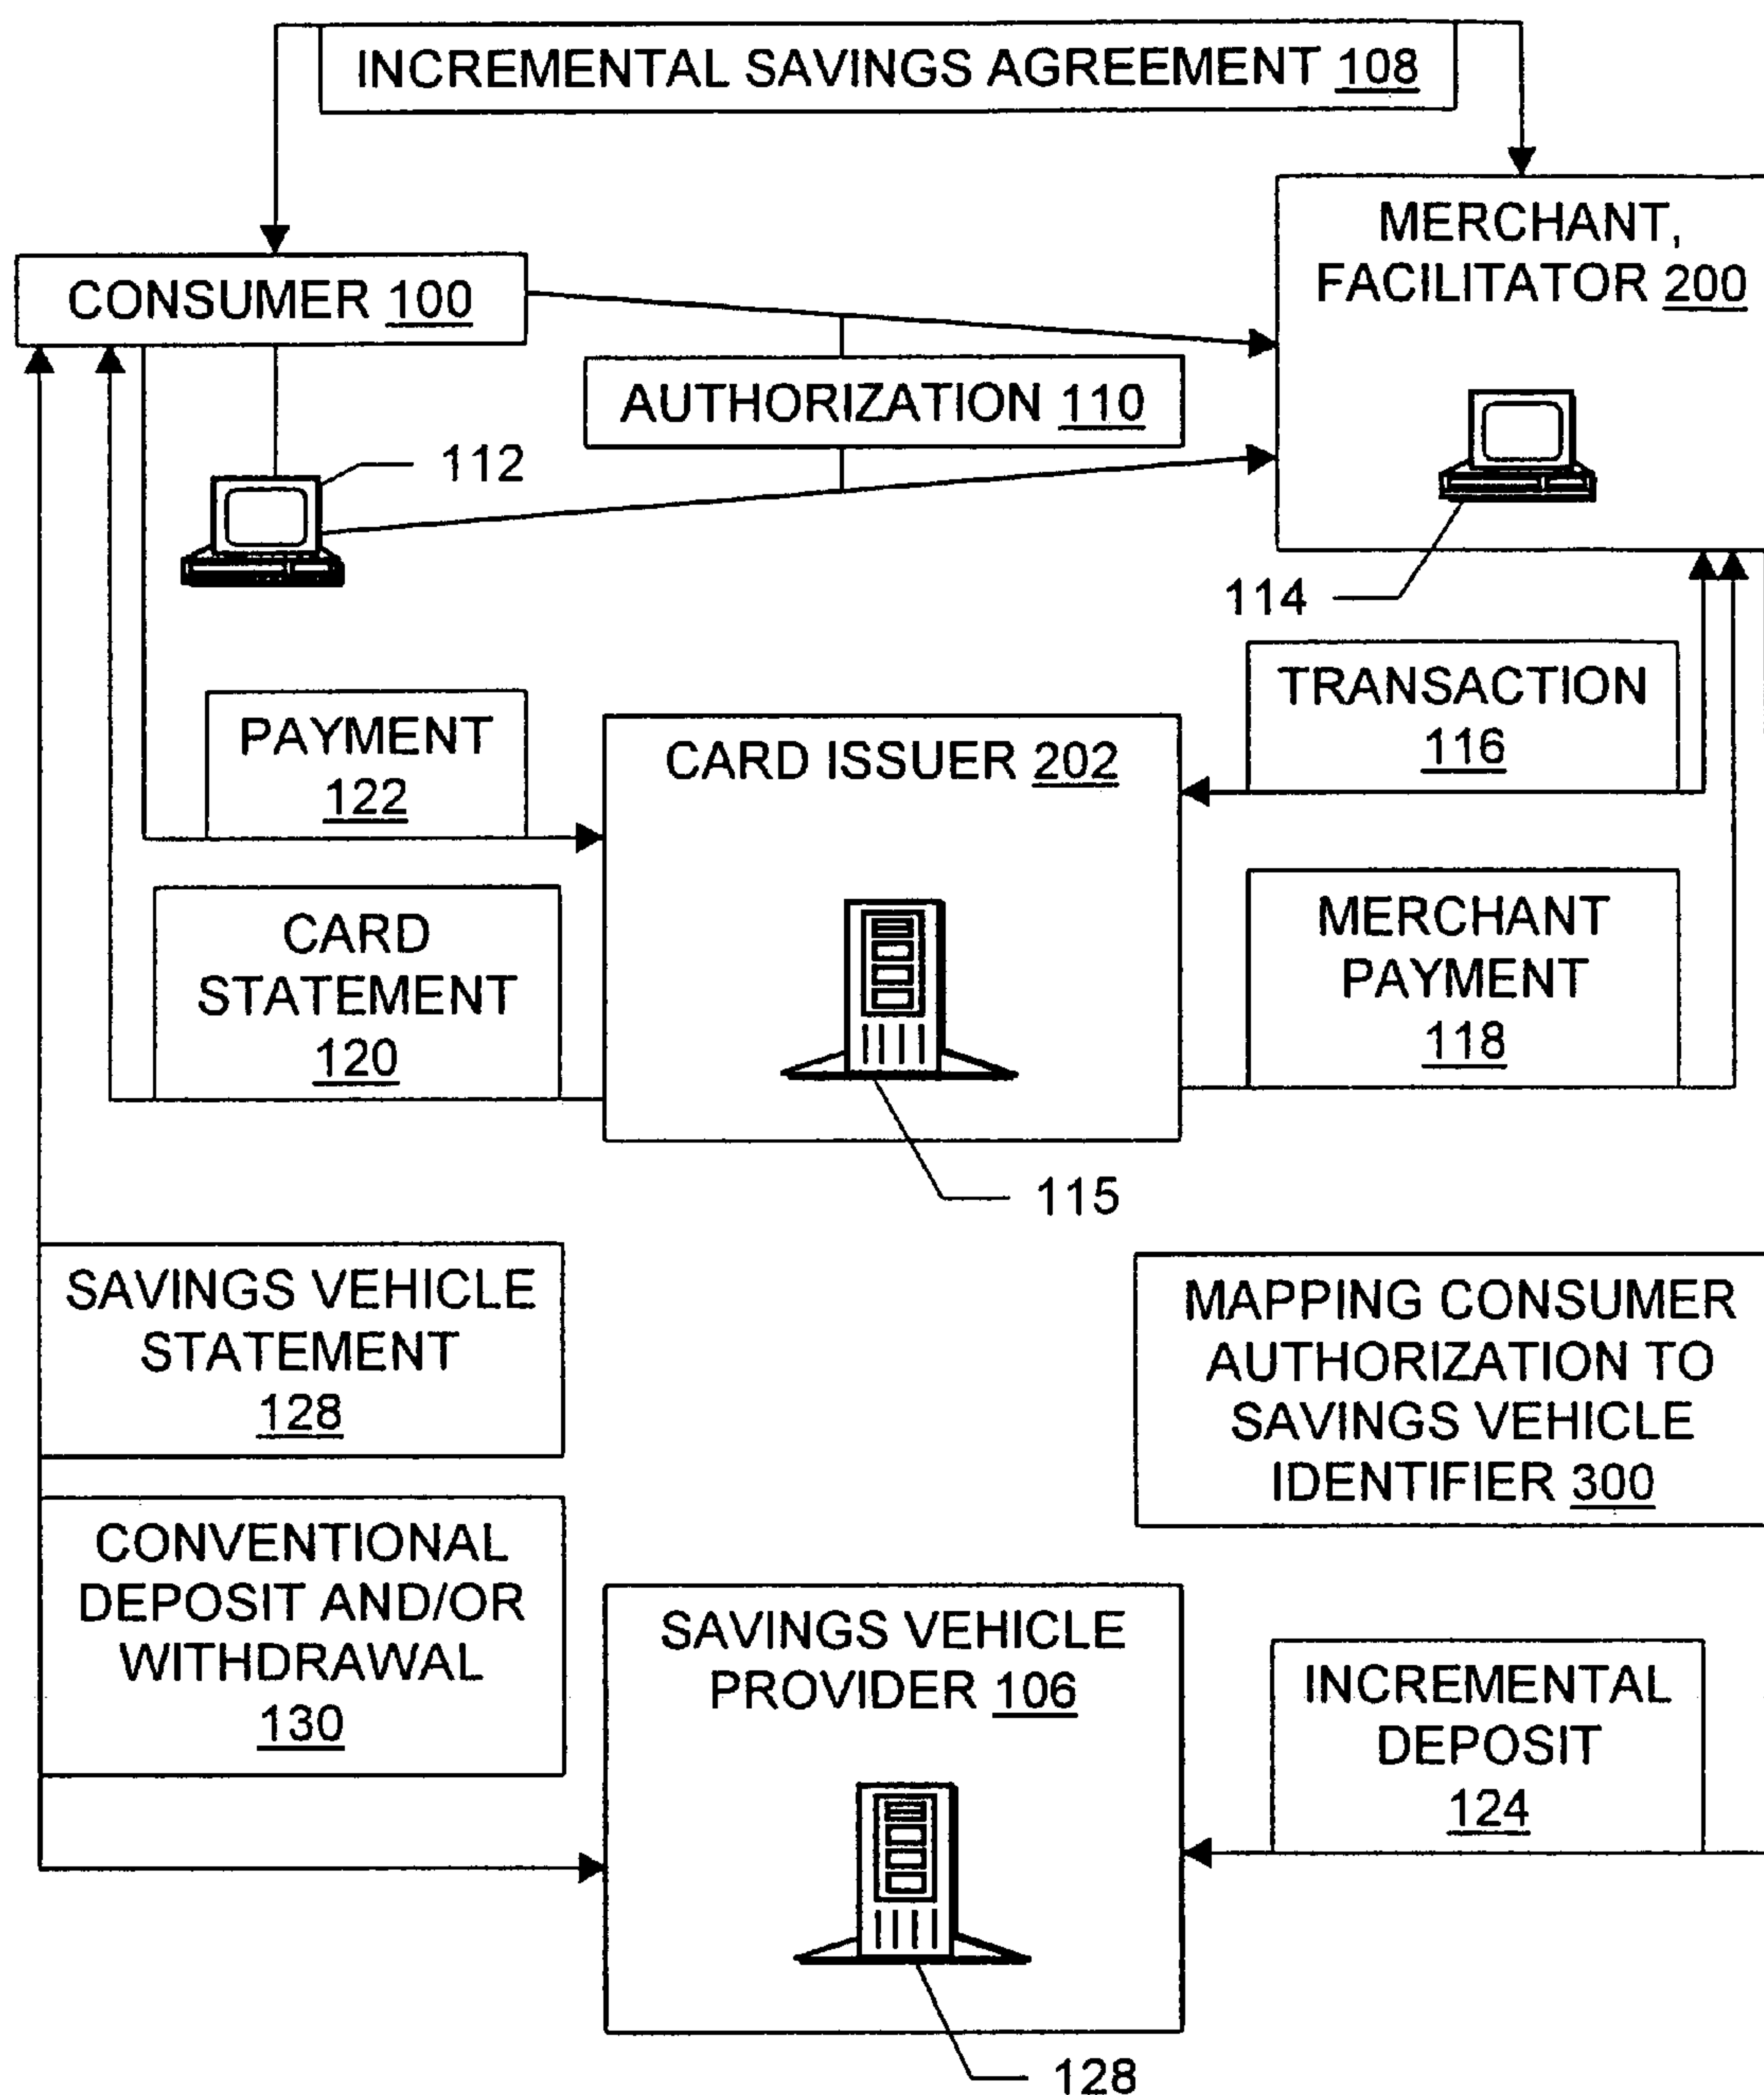 INCREMENTAL SAVINGS AGREEMENT 108
MERCHANT,
FACILITATOR 200
CONSUMER 100
AUTHORIZATION 110
112
114
TRANSACTION
116
PAYMENT
122
CARD ISSUER 202
CARD
STATEMENT
120
MERCHANT
PAYMENT
118
115
SAVINGS VEHICLE
STATEMENT
128
MAPPING CONSUMER
AUTHORIZATION TO
SAVINGS VEHICLE
IDENTIFIER 300
CONVENTIONAL
DEPOSIT AND/OR
WITHDRAWAL
130
SAVINGS VEHICLE
PROVIDER 106
INCREMENTAL
DEPOSIT
124
128